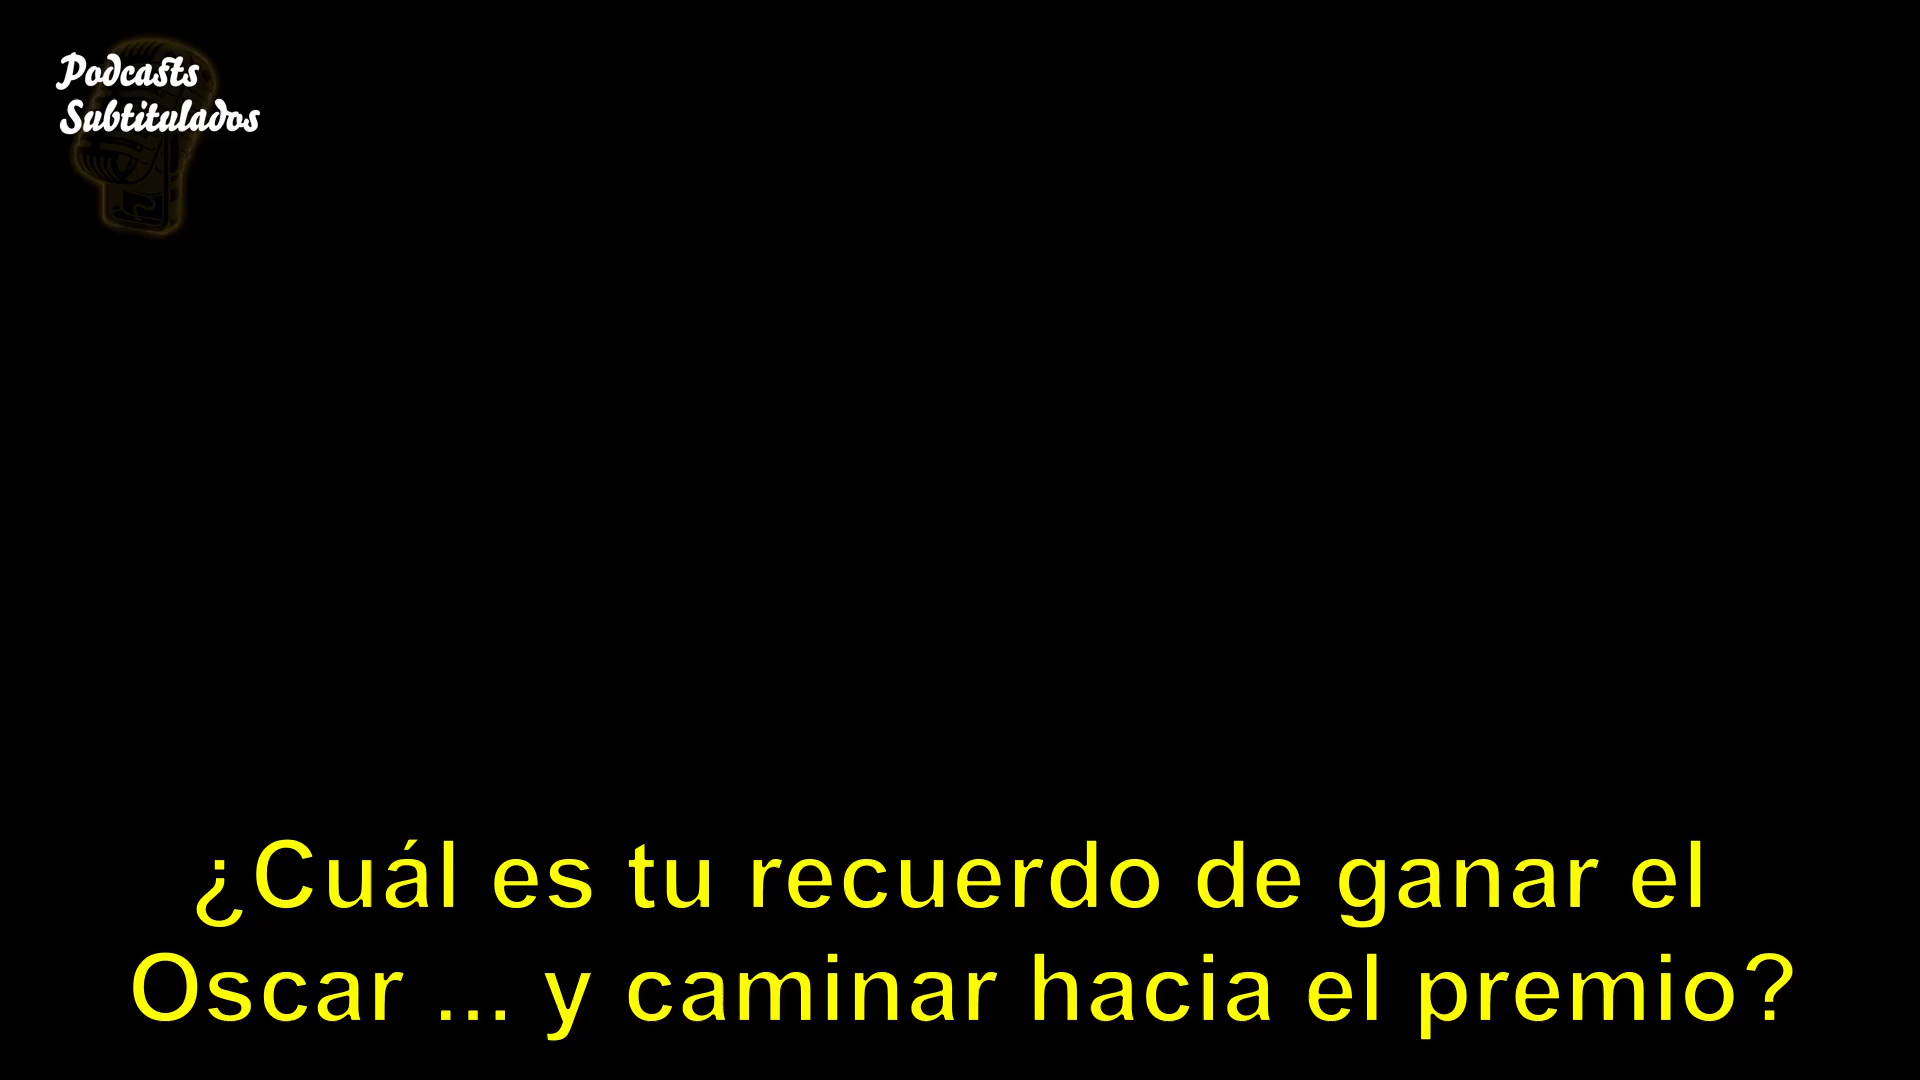 Podcasts
Subtitulados
¿Cuál es tu recuerdo de ganar el
Oscar ... y caminar hacia el premio?